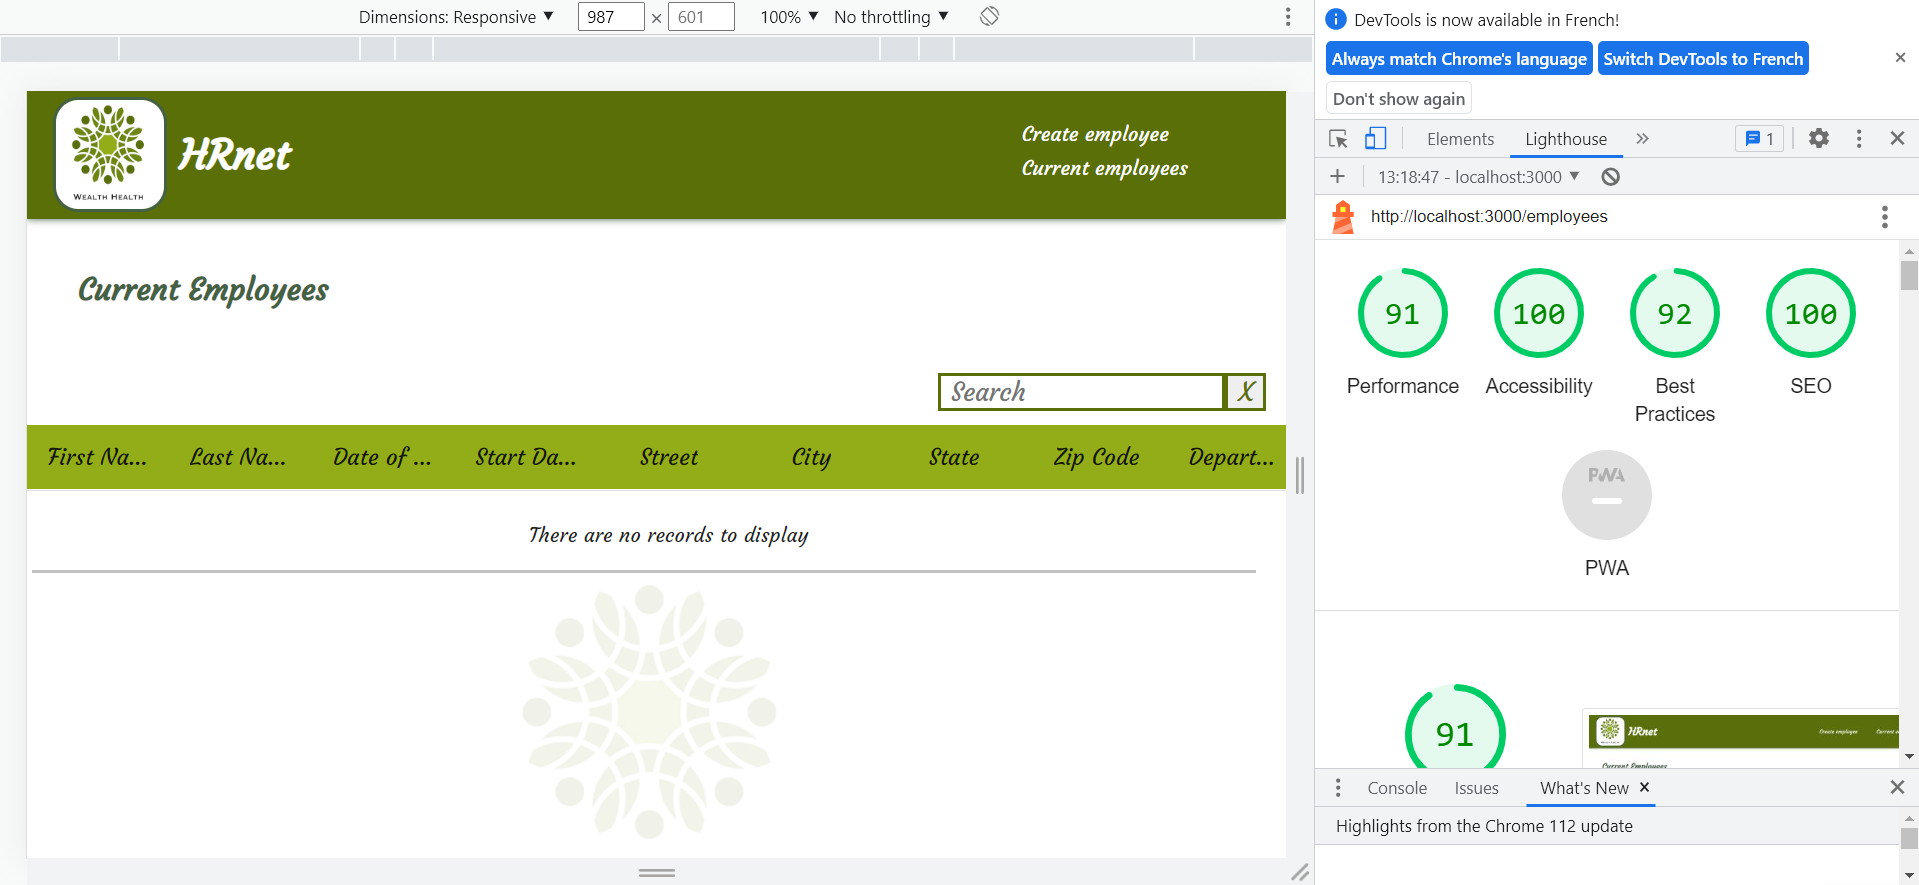 Dimensions: Responsive ▼ 987 × 601 100% ▼ No throttling ▼
WEALTH HEALTH
HRnet
Create employee
Current employees
Current Employees
Search X
First Na... Last Na... Date of ... Start Da... Street City State Zip Code Depart...
There are no records to display
DevTools is now available in French!
Always match Chrome's language Switch DevTools to French
Don't show again
Elements Lighthouse 1
13:18:47 - localhost:3000 ▼
http://localhost:3000/employees
91 100 92 100
Performance Accessibility Best Practices SEO
PWA
PWA
91
HRnet
Create employee
Current Employees
Console Issues What's New
Highlights from the Chrome 112 update